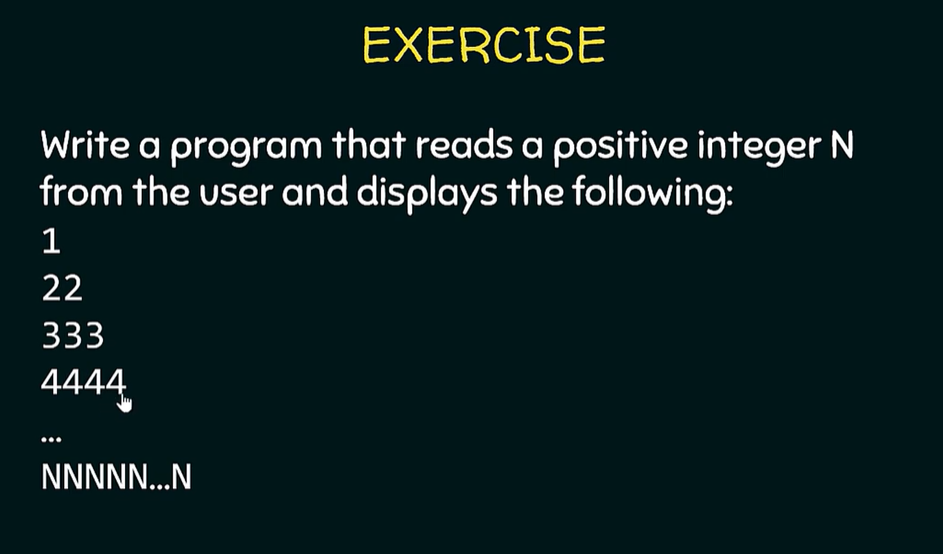 EXERCISE
Write a program that reads a positive integer N
from the user and displays the following:
1
22
333
4444
...
NNNNN...N